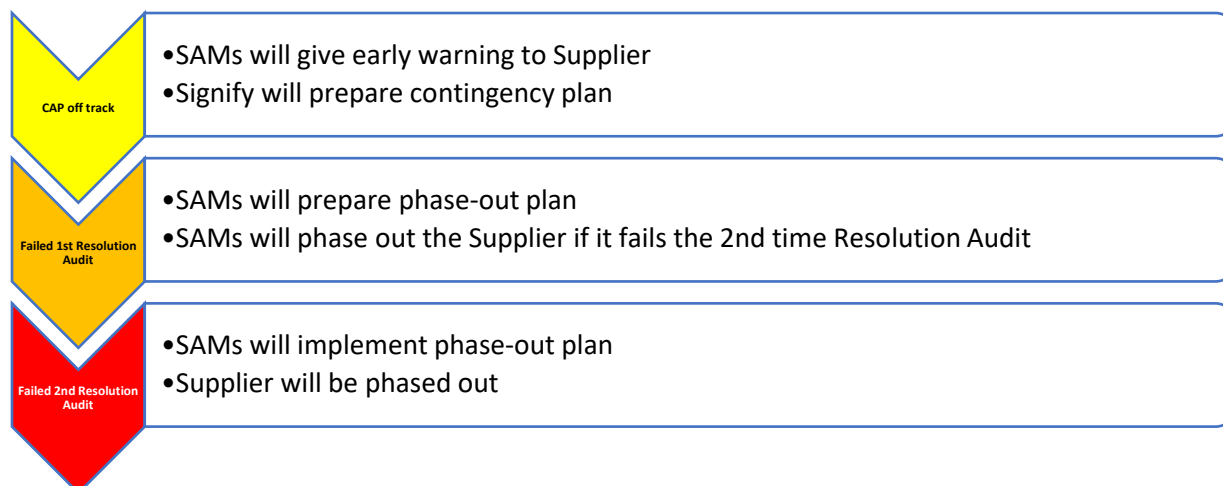 CAP off track
•SAMs will give early warning to Supplier
•Signify will prepare contingency plan
Failed 1st Resolution
Audit
•SAMs will prepare phase-out plan
•SAMs will phase out the Supplier if it fails the 2nd time Resolution Audit
Failed 2nd Resolution
Audit
•SAMs will implement phase-out plan
•Supplier will be phased out